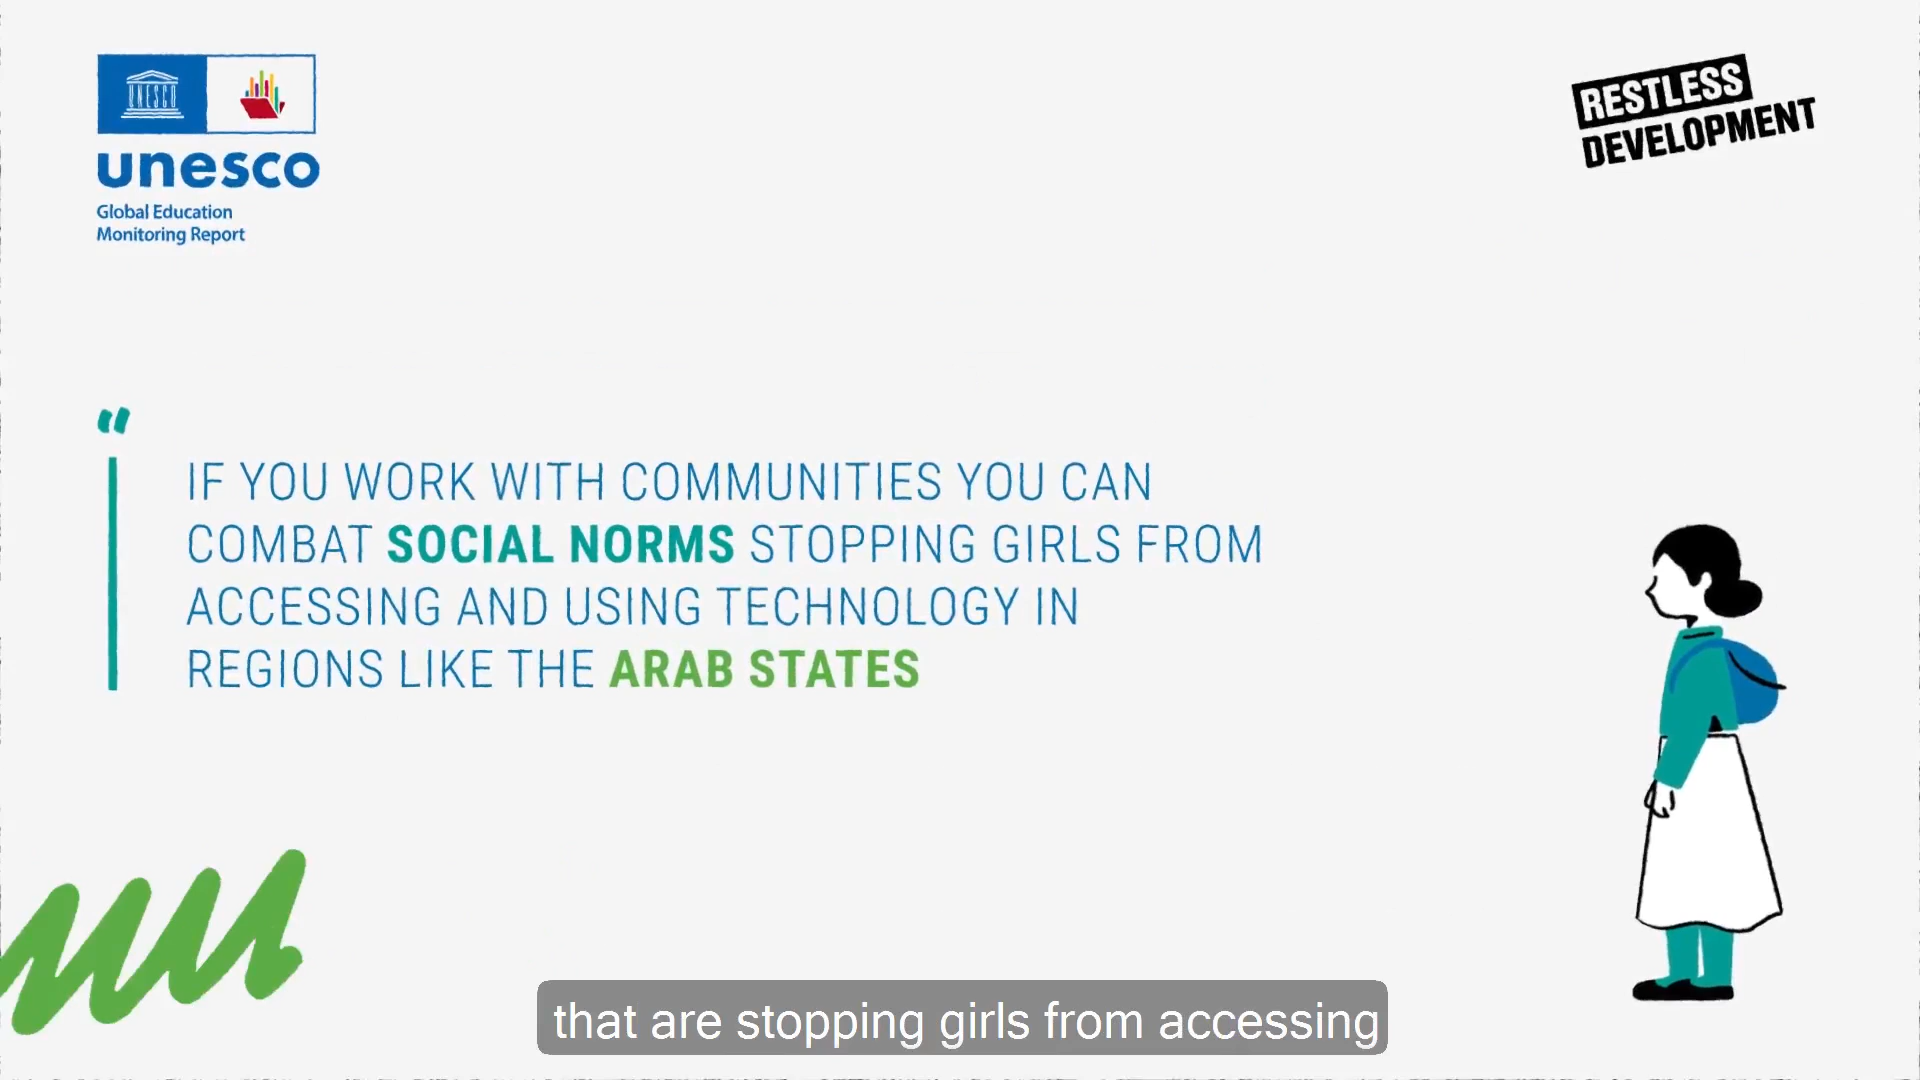 UNESCO
unesco
Global Education
Monitoring Report
RESTLESS
DEVELOPMENT
“
IF YOU WORK WITH COMMUNITIES YOU CAN
COMBAT SOCIAL NORMS STOPPING GIRLS FROM
ACCESSING AND USING TECHNOLOGY IN
REGIONS LIKE THE ARAB STATES
that are stopping girls from accessing